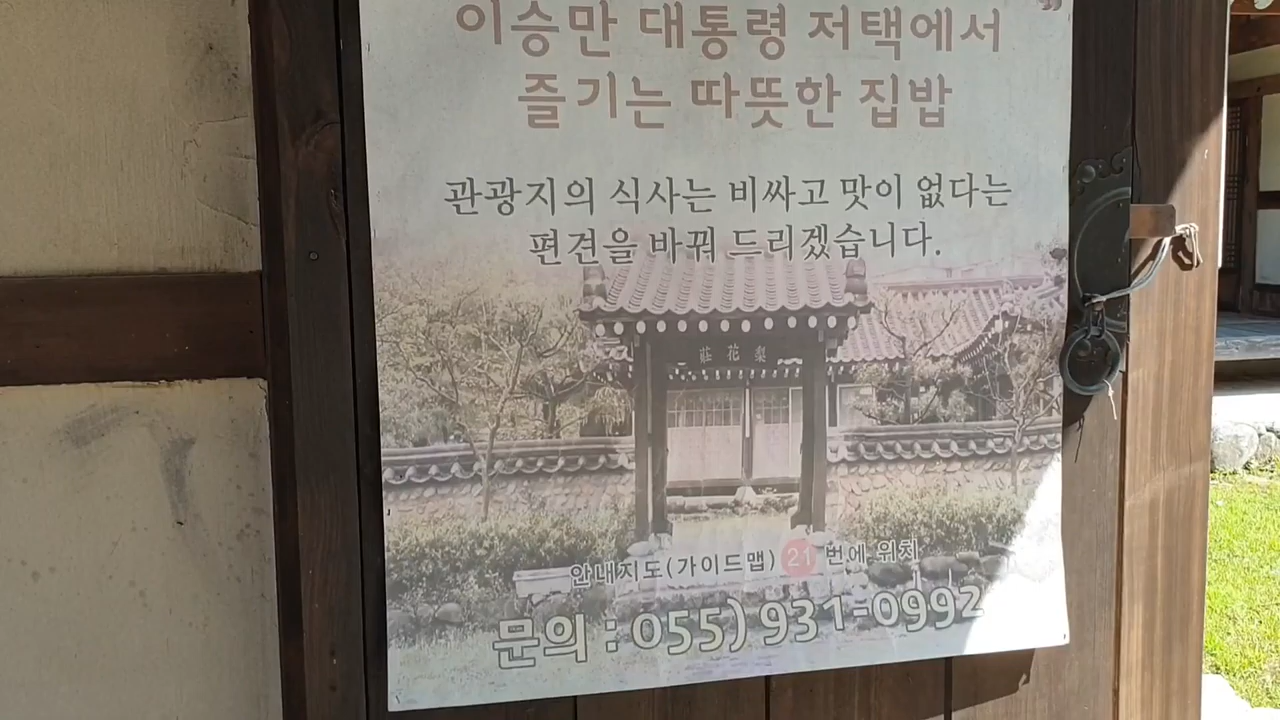 이승만 대통령 저택에서
즐기는 따뜻한 집밥
관광지의 식사는 비싸고 맛이 없다는
편견을 바꿔 드리겠습니다.
莊花梨
안내지도(가이드맵) 21 번에 위치
문의 : 055) 931-0992